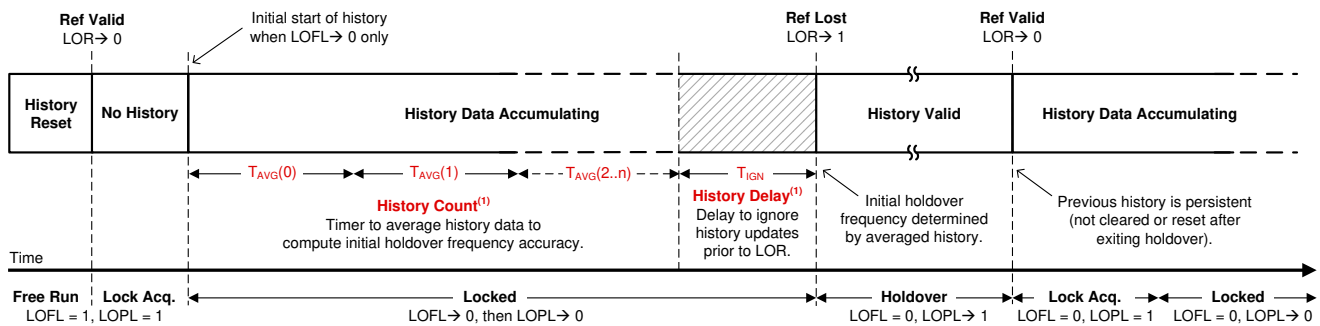 Ref Valid
LOR→ 0
Initial start of history
when LOFL→ 0 only
Ref Lost
LOR→ 1
Ref Valid
LOR→ 0
History
Reset
No History
History Data Accumulating
History Valid
History Data Accumulating
TAVG(0)
TAVG(1)
TAVG(2..n)
TIGN
History Count(1)
Timer to average history data to
compute initial holdover frequency accuracy.
History Delay(1)
Delay to ignore
history updates
prior to LOR.
Initial holdover
frequency determined
by averaged history.
Previous history is persistent
(not cleared or reset after
exiting holdover).
Time
Free Run
Lock Acq.
LOFL = 1, LOPL = 1
Locked
LOFL→ 0, then LOPL→ 0
Holdover
LOFL = 0, LOPL→ 1
Lock Acq.
LOFL = 0, LOPL = 1
Locked
LOFL = 0, LOPL→ 0